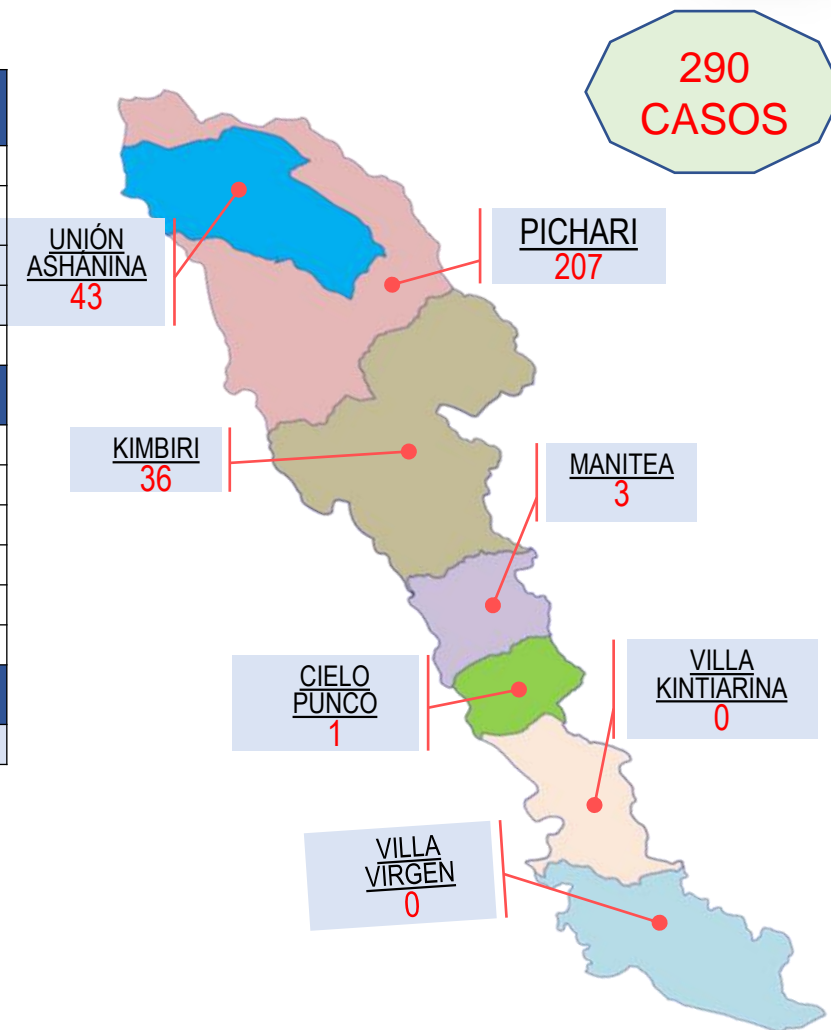 290
CASOS
UNIÓN
ASHÁNINA
43
PICHARI
207
KIMBIRI
36
MANITEA
3
CIELO
PUNCO
1
VILLA
KINTIARINA
0
VILLA
VIRGEN
0